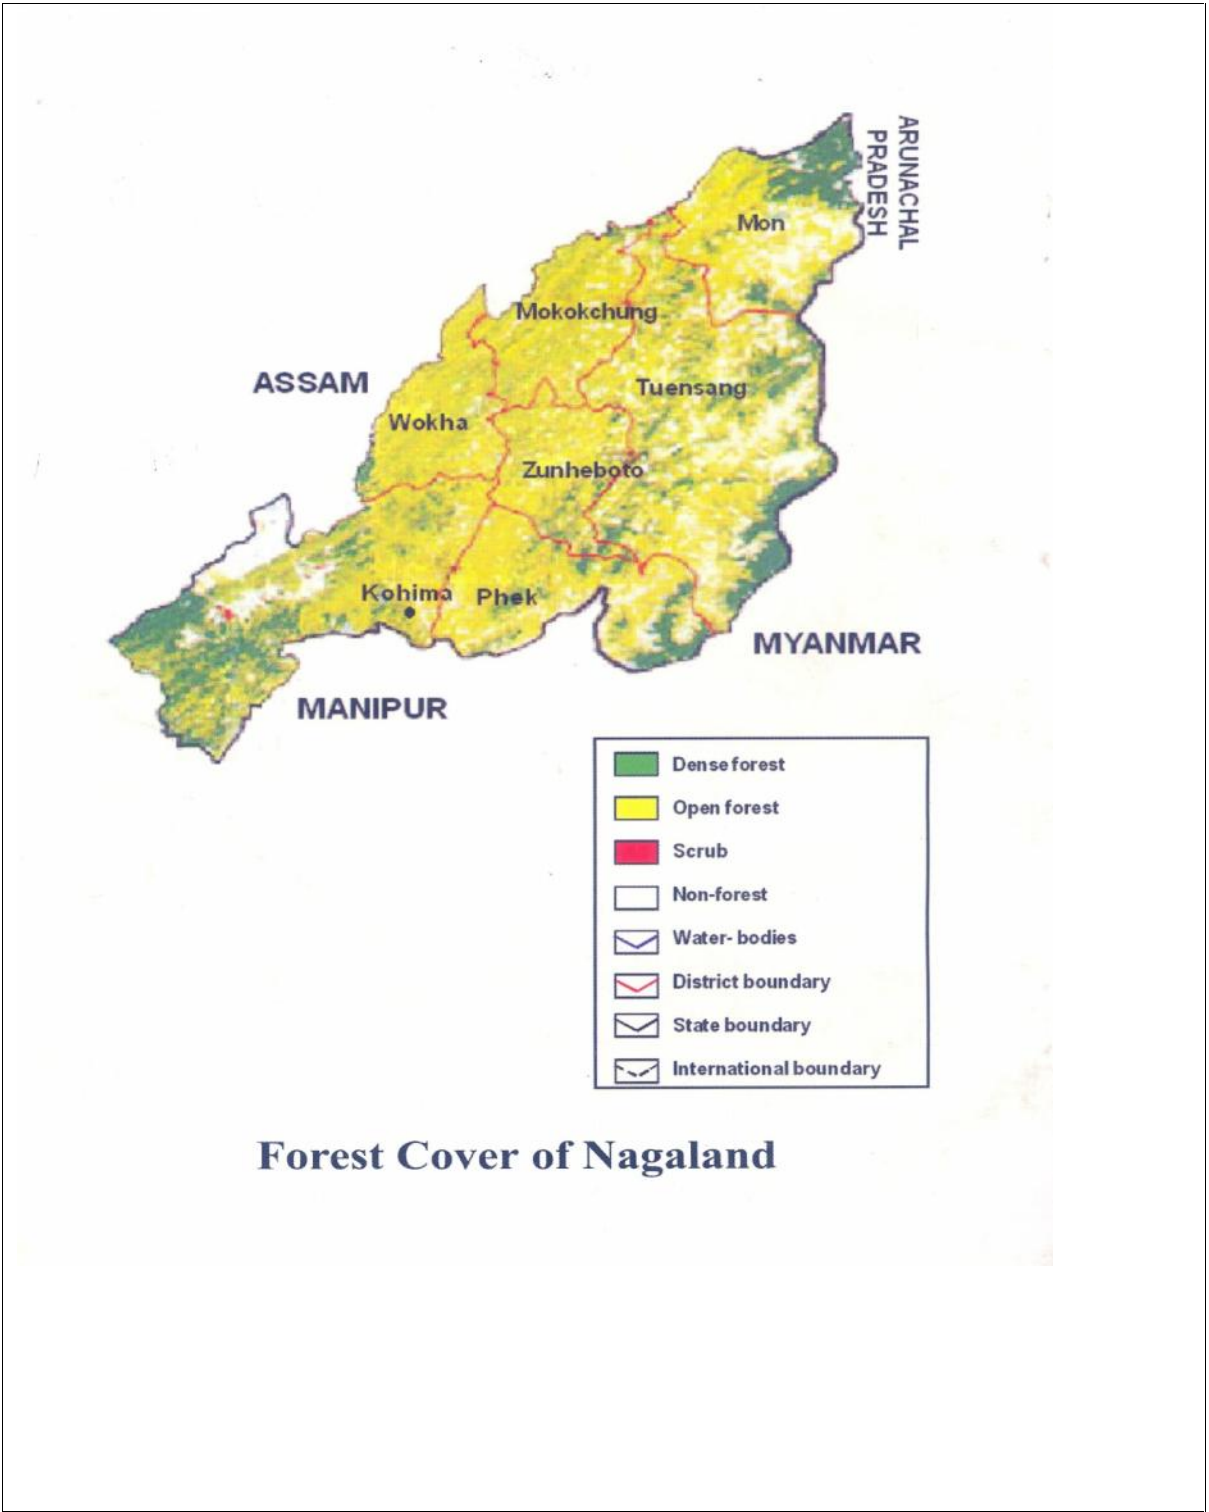 ARUNACHAL
PRADESH
Mon
Mokokchung
ASSAM
Tuensang
Wokha
Zunheboto
Kohima
Phek
MYANMAR
MANIPUR
Dense forest
Open forest
Scrub
Non-forest
Water- bodies
District boundary
State boundary
International boundary
Forest Cover of Nagaland